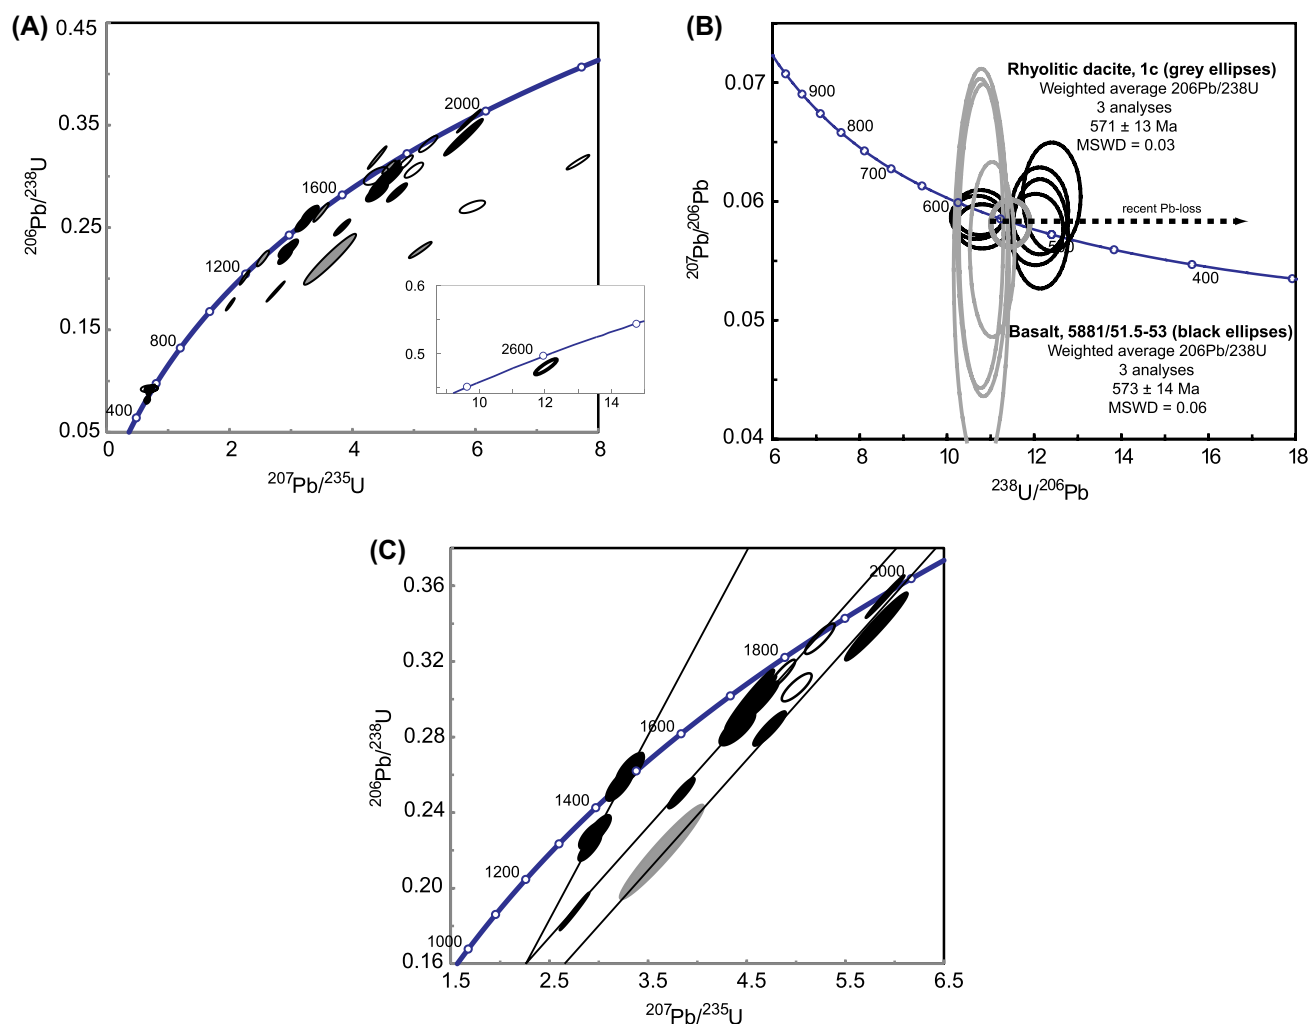 (A)
0.45
0.35
0.25
0.15
0.05
206Pb/238U
2000
1600
1200
800
400
0.6
0.5
2600
10
12
14
0
2
4
6
8
207Pb/235U
(B)
0.07
0.06
0.05
0.04
207Pb/206Pb
900
800
700
600
500
400
Rhyolitic dacite, 1c (grey ellipses)
Weighted average 206Pb/238U
3 analyses
571 ± 13 Ma
MSWD = 0.03
recent Pb-loss
Basalt, 5881/51.5-53 (black ellipses)
Weighted average 206Pb/238U
3 analyses
573 ± 14 Ma
MSWD = 0.06
6
8
10
12
14
16
18
238U/206Pb
(C)
0.36
0.32
0.28
0.24
0.20
0.16
206Pb/238U
2000
1800
1600
1400
1200
1000
1.5
2.5
3.5
4.5
5.5
6.5
207Pb/235U